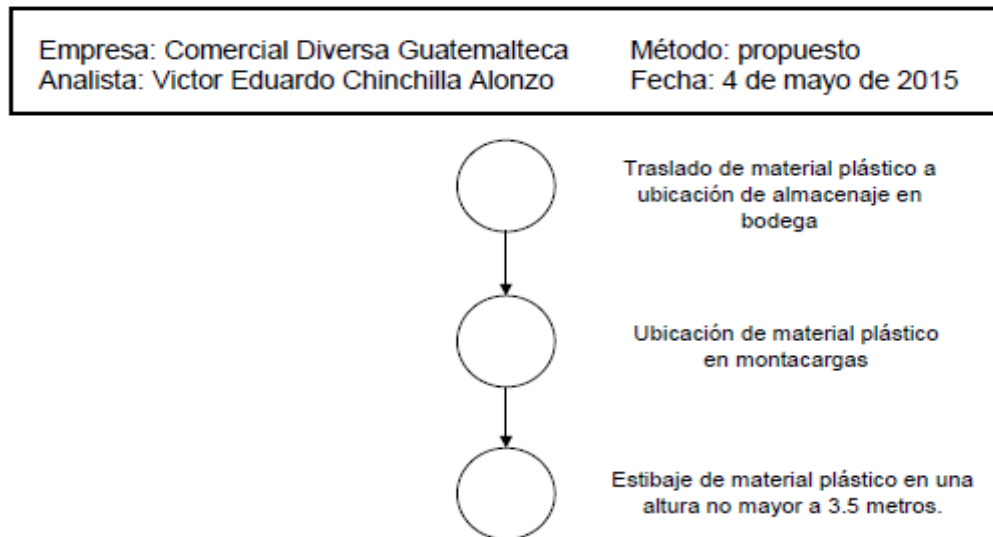 Empresa: Comercial Diversa Guatemalteca Método: propuesto
Analista: Victor Eduardo Chinchilla Alonzo Fecha: 4 de mayo de 2015
Traslado de material plástico a
ubicación de almacenaje en
bodega
Ubicación de material plástico
en montacargas
Estibaje de material plástico en una
altura no mayor a 3.5 metros.